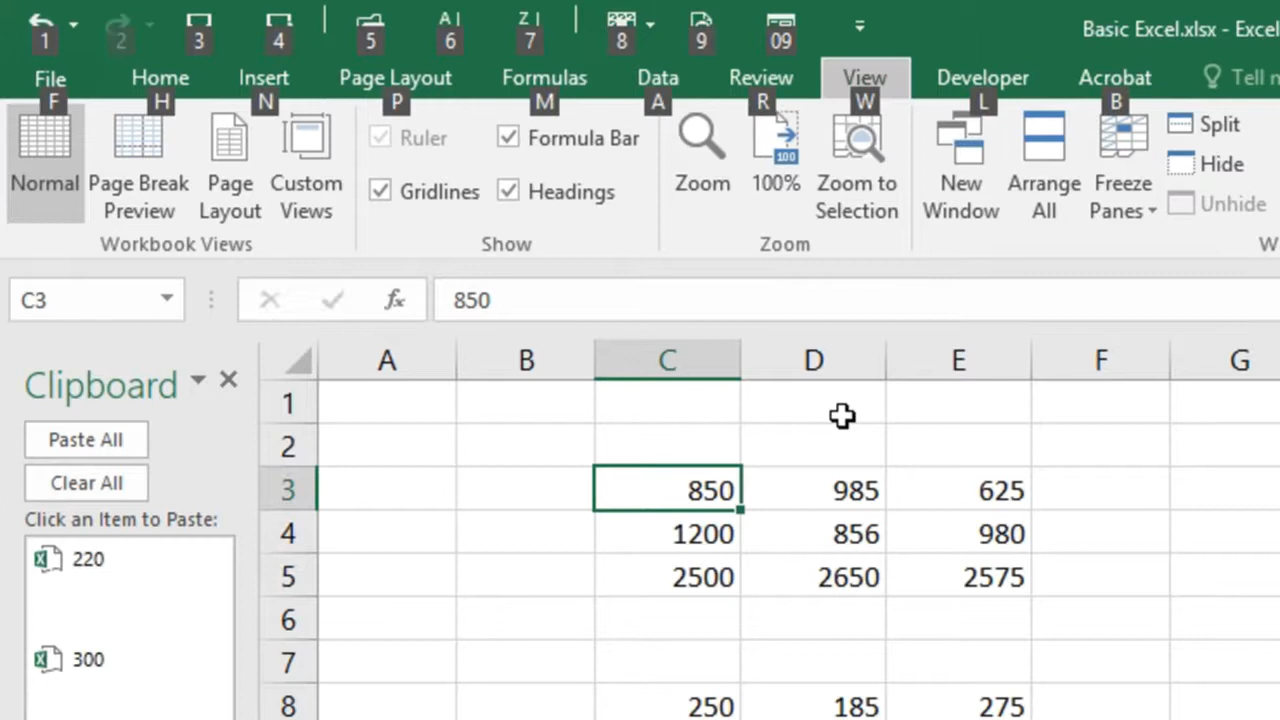 Basic Excel.xlsx - Excel
1 2 3 4 5 6 7 8 9 09
File Home Insert Page Layout Formulas Data Review View Developer Acrobat
F H N P M A R W L B
Normal
Page Break
Preview
Page
Layout
Custom
Views
Workbook Views
Ruler
Formula Bar
Gridlines
Headings
Show
Zoom
100
100%
Zoom to
Selection
Zoom
New
Window
Arrange
All
Freeze
Panes
Split
Hide
Unhide
C3
fx
850
Clipboard
Paste All
Clear All
Click an Item to Paste:
220
300
A B C D E F G
1
2
3 850 985 625
4 1200 856 980
5 2500 2650 2575
6
7
8 250 185 275